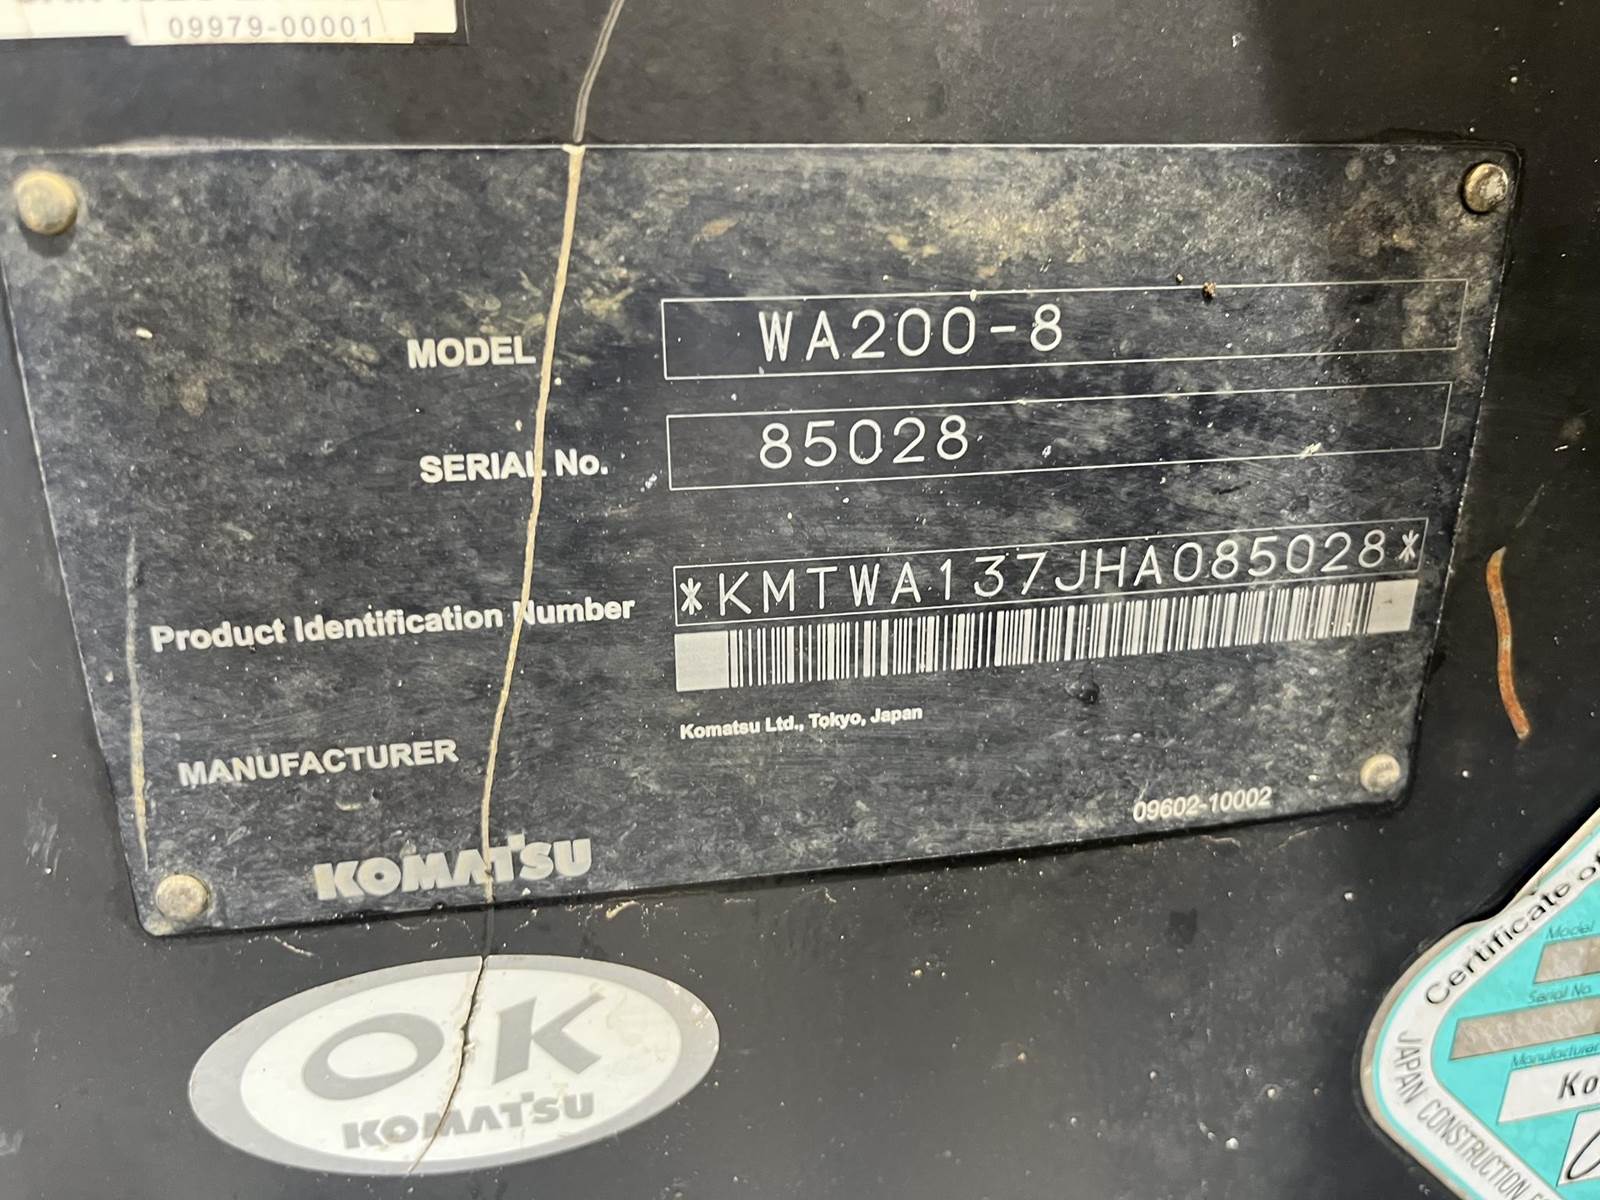 09979-00001
MODEL WA200-8
SERIAL No. 85028
Product Identification Number *KMTWA137JHA085028*
Komatsu Ltd., Tokyo, Japan
MANUFACTURER
09602-10002
KOMATSU
OK
KOMATSU
Certificate of
Model
Serial No.
Manufacturer
Ko
JAPAN CONSTRUCTION